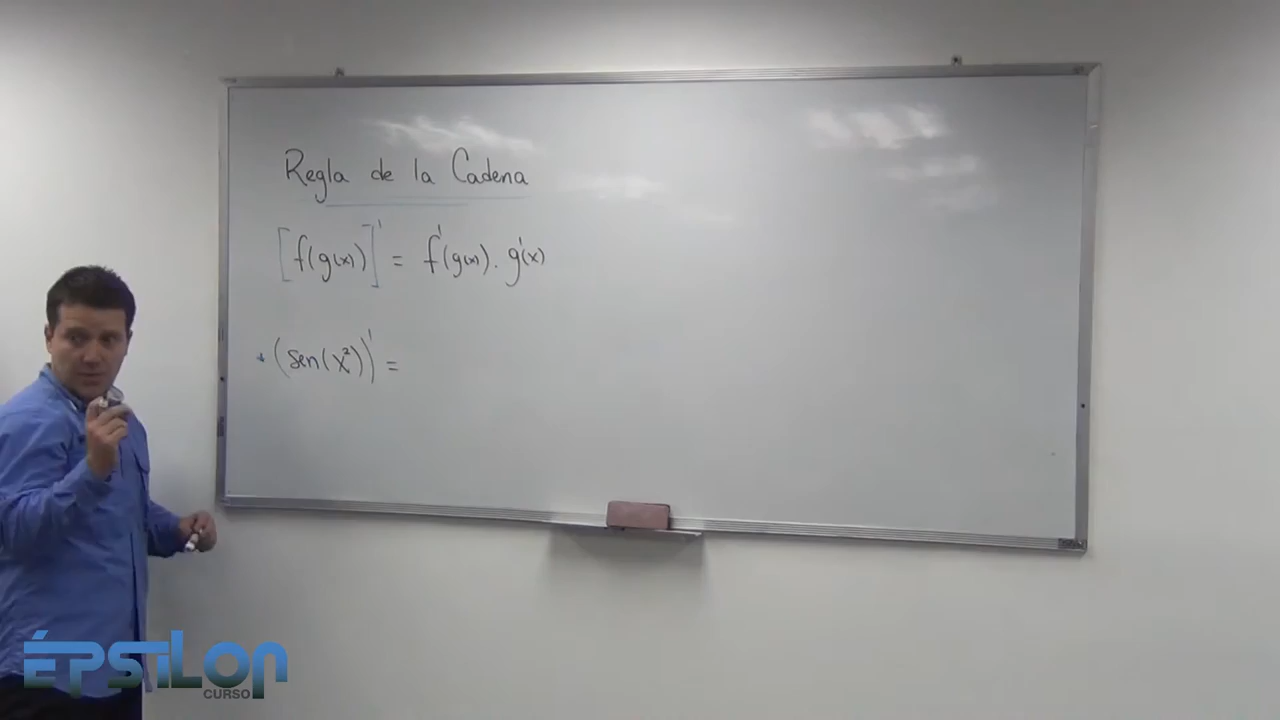 Regla de la Cadena
[f(g(x))]' = f'(g(x)). g'(x)
* (sen(x²))' =
ÉPSILON
CURSO